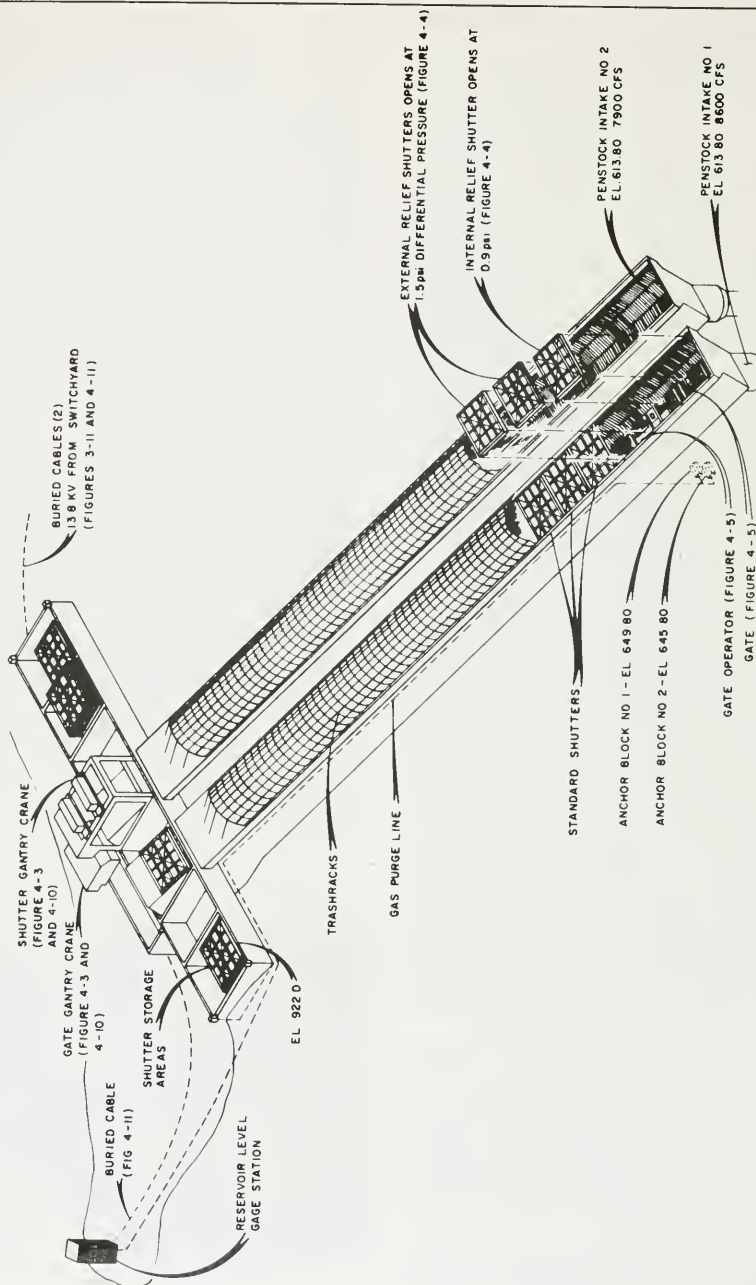 BURIED CABLES (2)
13 8 KV FROM SWITCHYARD
(FIGURES 3-11 AND 4-11)
SHUTTER GANTRY CRANE
(FIGURE 4-3
AND 4-10)
GATE GANTRY CRANE
(FIGURE 4-3 AND
4-10)
BURIED CABLE
(FIG 4-11)
SHUTTER STORAGE
AREAS
RESERVOIR LEVEL
GAGE STATION
EL 922 0
EXTERNAL RELIEF SHUTTERS OPENS AT
1.5psi DIFFERENTIAL PRESSURE (FIGURE 4-4)
INTERNAL RELIEF SHUTTER OPENS AT
0.9psi (FIGURE 4-4)
PENSTOCK INTAKE NO 2
EL. 613.80 7900 CFS
PENSTOCK INTAKE NO 1
EL 613 80 8600 CFS
TRASHRACKS
GAS PURGE LINE
STANDARD SHUTTERS
ANCHOR BLOCK NO 1 - EL 649 80
ANCHOR BLOCK NO 2 - EL 645 80
GATE OPERATOR (FIGURE 4-5)
GATE (FIGURE 4-5)